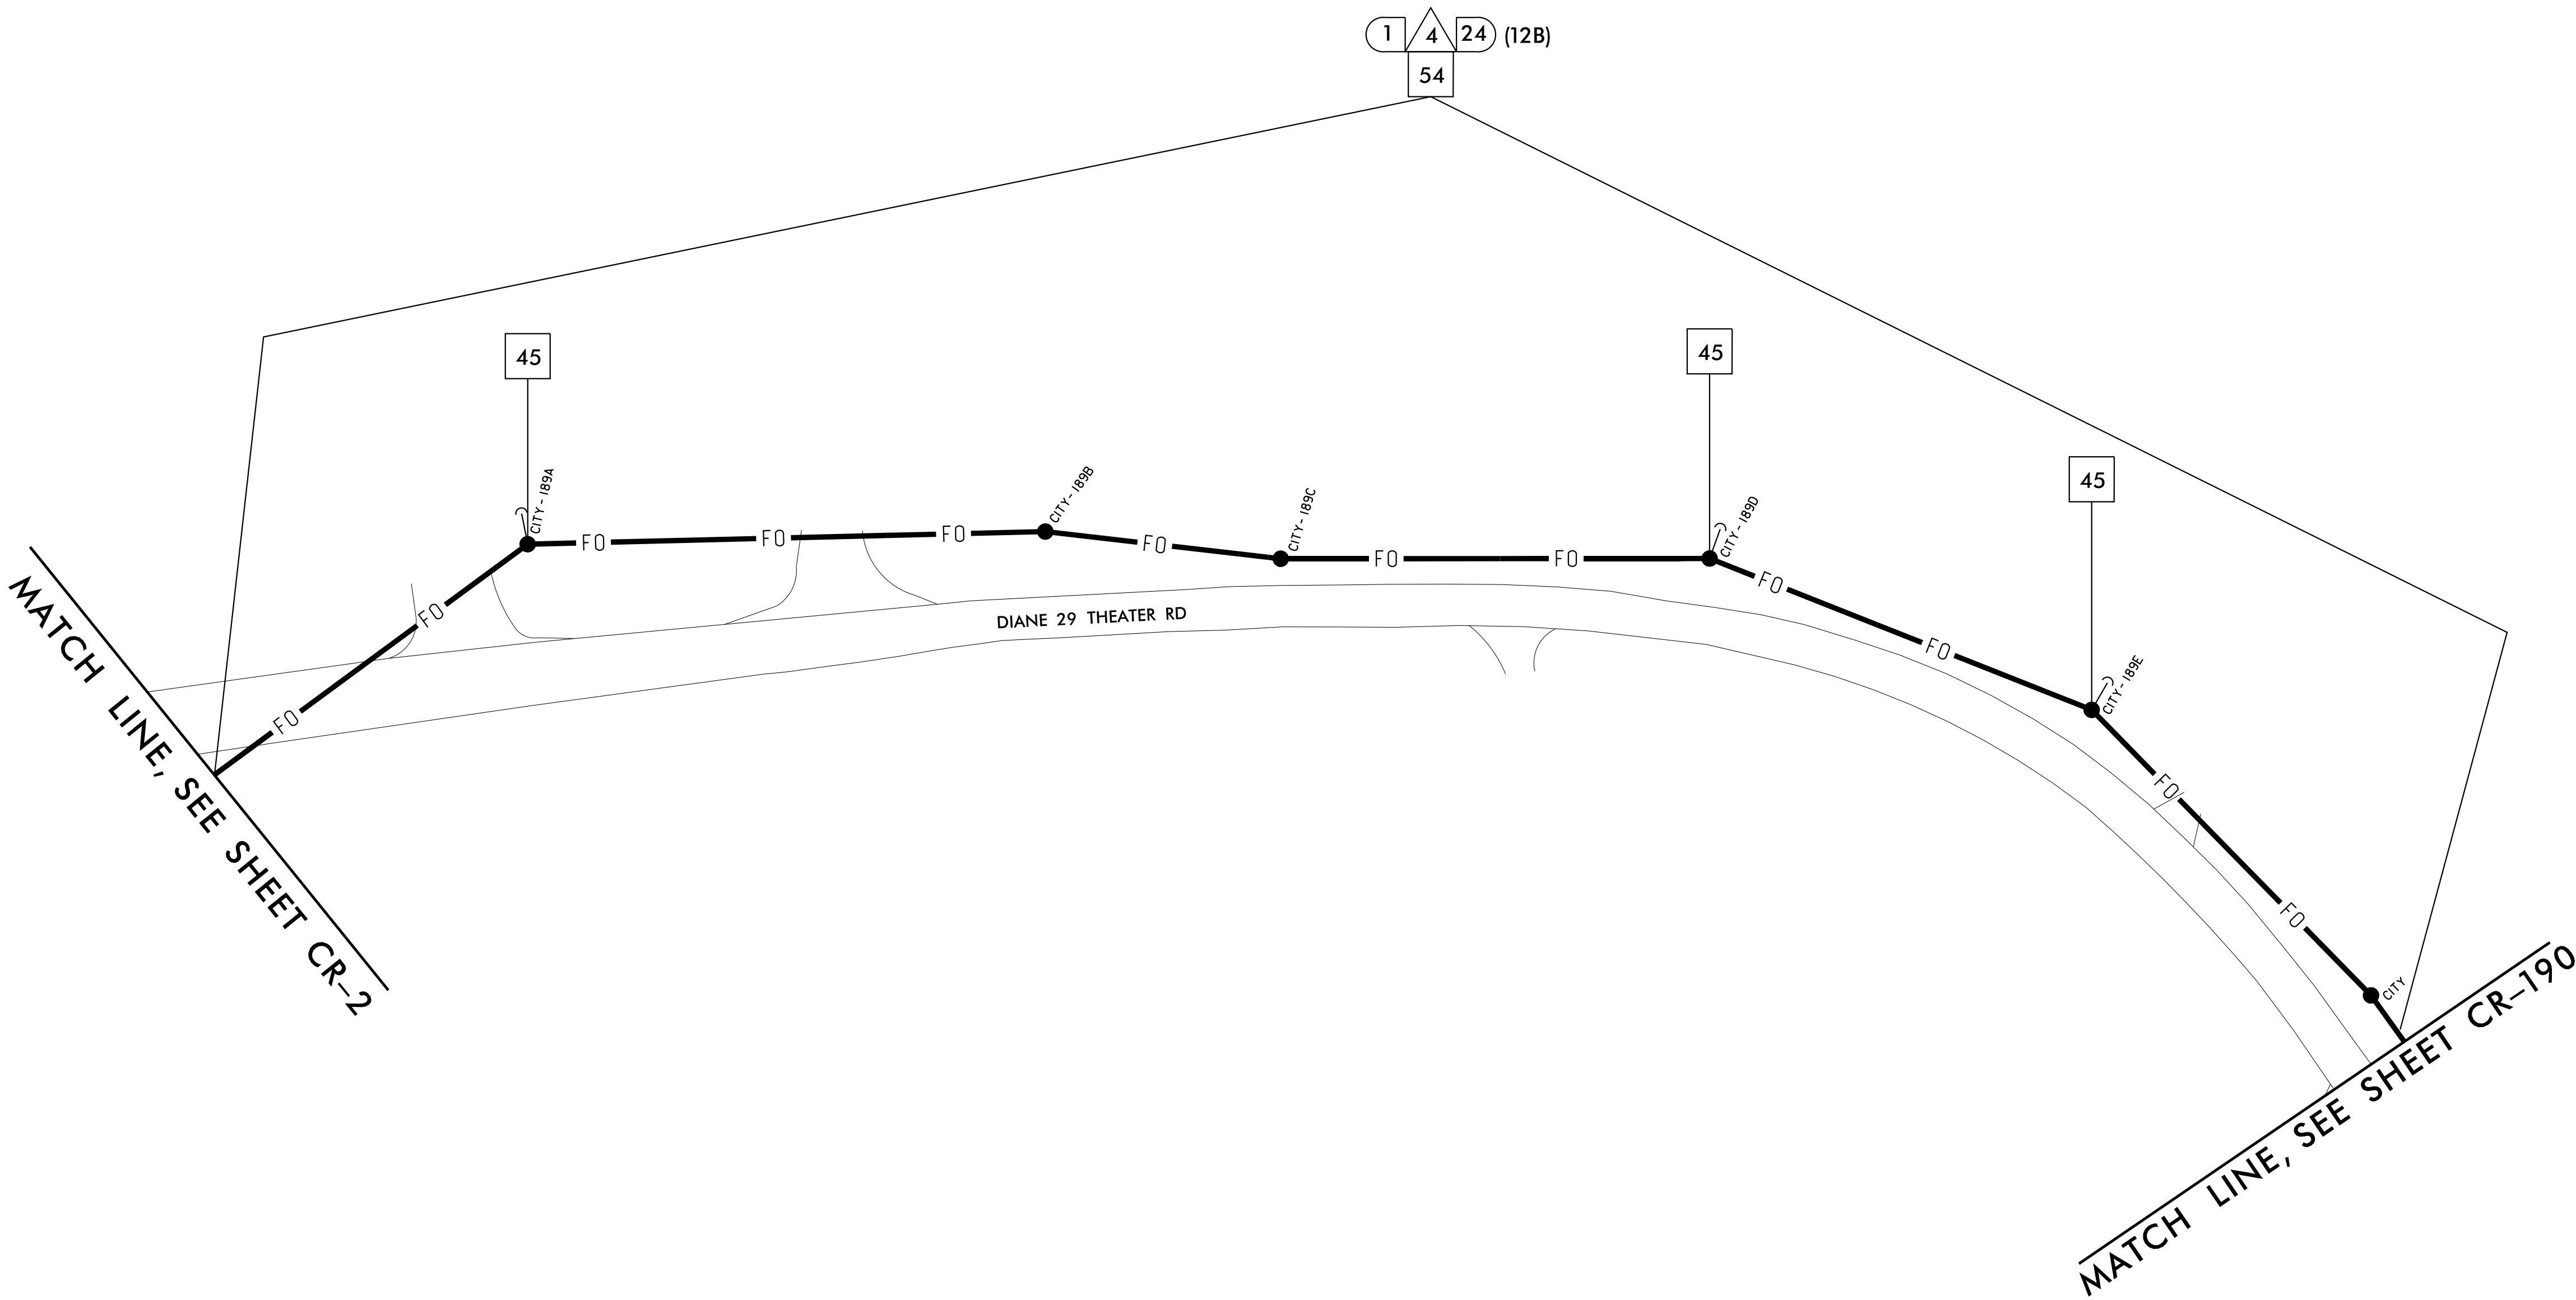 1 4 24 (12B)
54
45
45
45
CITY-189A
CITY-189B
CITY-189C
CITY-189D
CITY-189E
CITY
FO FO FO FO FO FO FO FO FO FO FO FO
DIANE 29 THEATER RD
MATCH LINE, SEE SHEET CR-2
MATCH LINE, SEE SHEET CR-190